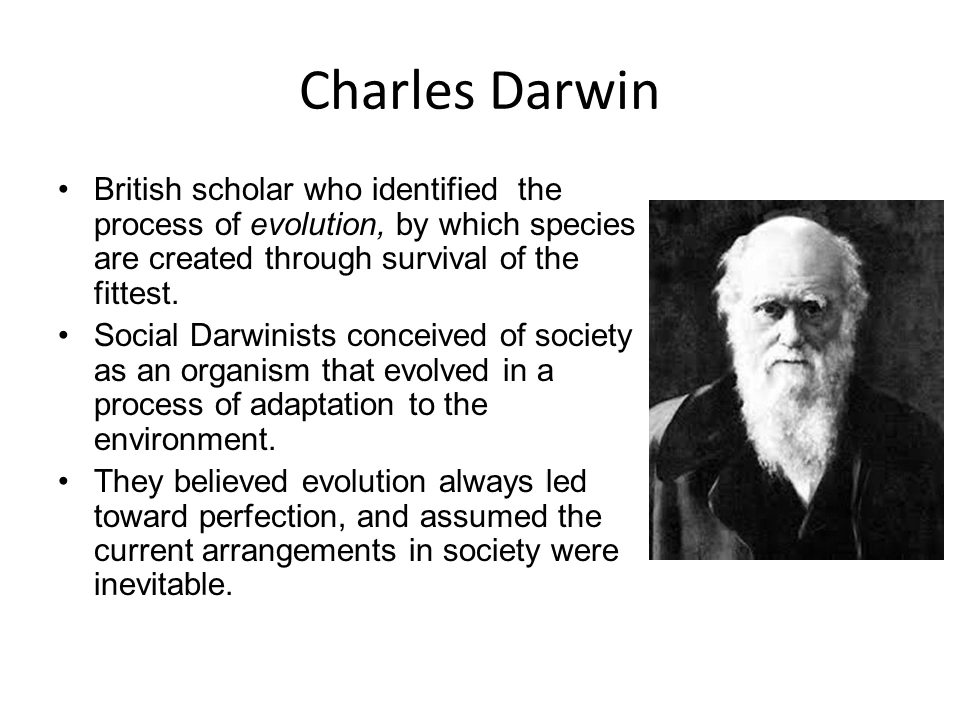 Charles Darwin
• British scholar who identified  the
process of evolution, by which species
are created through survival of the
fittest.
• Social Darwinists conceived of society
as an organism that evolved in a
process of adaptation to the
environment.
• They believed evolution always led
toward perfection, and assumed the
current arrangements in society were
inevitable.